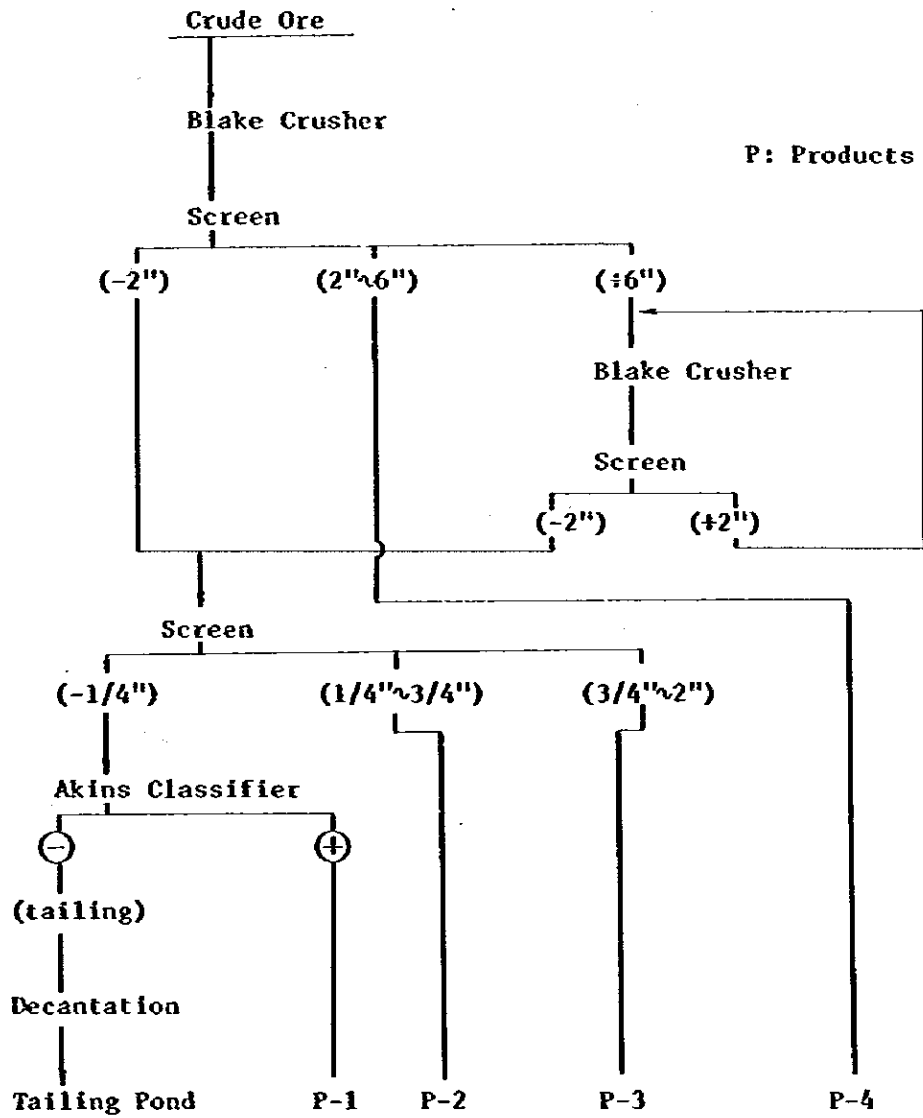 Crude Ore
Blake Crusher
P: Products
Screen
(-2") (2"~6") (+6")
Blake Crusher
Screen
(-2") (+2")
Screen
(-1/4") (1/4"~3/4") (3/4"~2")
Akins Classifier
- +
(tailing)
Decantation
Tailing Pond P-1 P-2 P-3 P-4